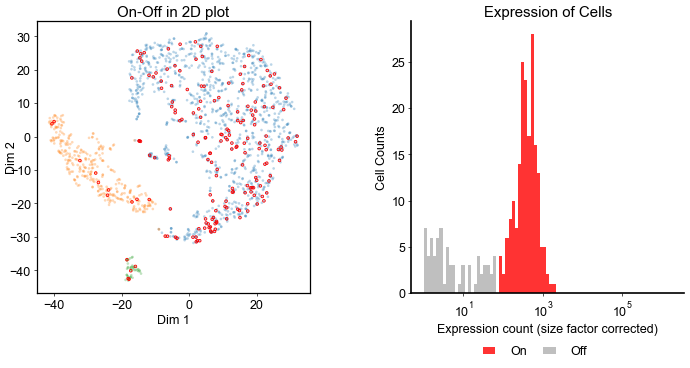 On-Off in 2D plot
30
20
10
0
−10
−20
−30
−40
Dim 2
−40
−20
0
20
Dim 1
Expression of Cells
25
20
15
10
5
0
Cell Counts
10^1
10^3
10^5
Expression count (size factor corrected)
On
Off